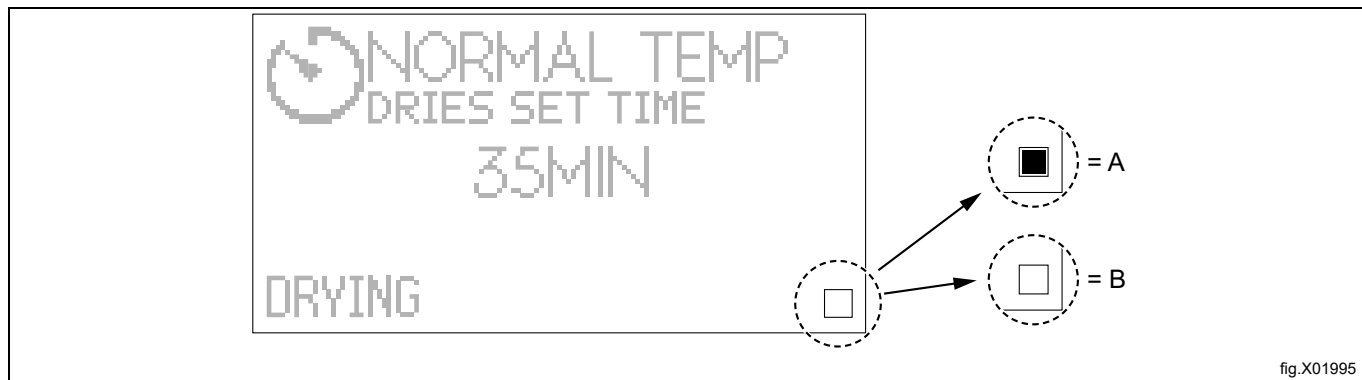 NORMAL TEMP
DRIES SET TIME
35MIN
DRYING
= A
= B
fig.X01995